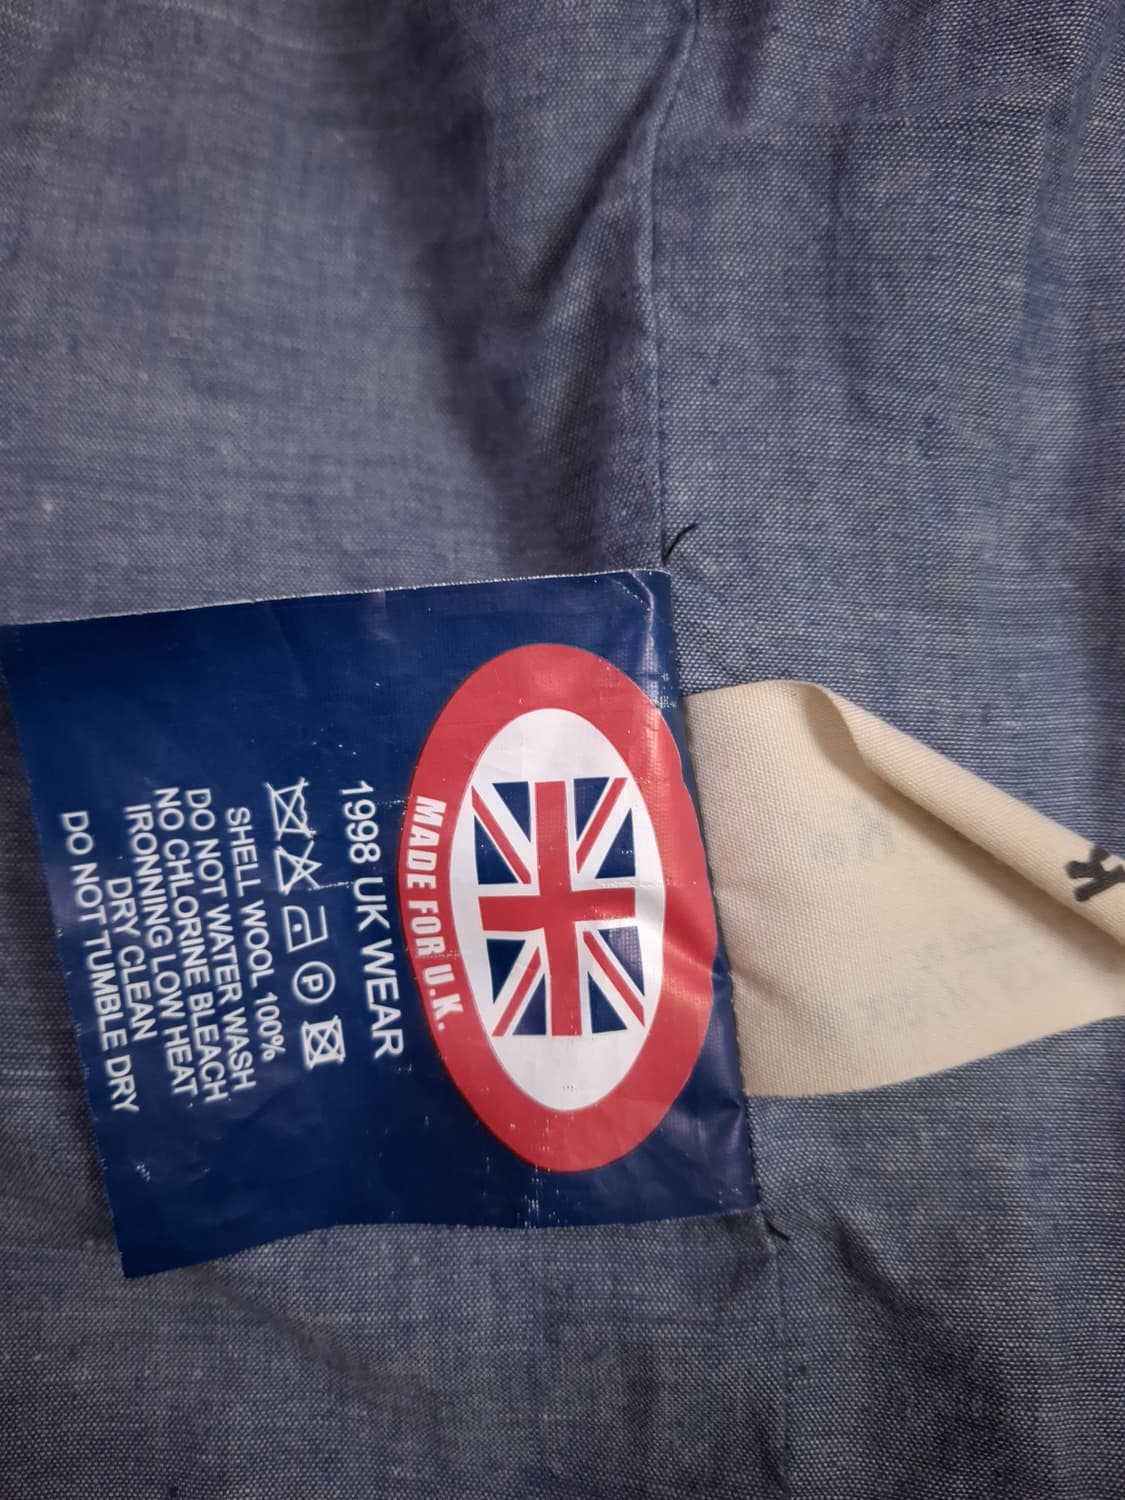 MADE FOR U.K.
1998 UK WEAR
P
SHELL WOOL 100%
DO NOT WATER WASH
NO CHLORINE BLEACH
IRONNING LOW HEAT
DRY CLEAN
DO NOT TUMBLE DRY